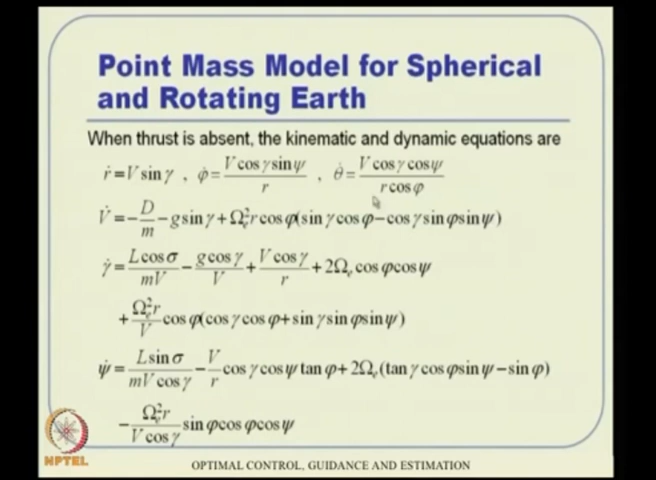 Point Mass Model for Spherical
and Rotating Earth
When thrust is absent, the kinematic and dynamic equations are
ṙ = V sin γ , φ̇ = V cos γ sin ψ / r , θ̇ = V cos γ cos ψ / r cos φ
V̇ = − D/m − g sin γ + Ωₑ² r cos φ (sin γ cos φ − cos γ sin φ sin ψ)
γ̇ = L cos σ / mV − g cos γ / V + V cos γ / r + 2Ωₑ cos φ cos ψ
+ Ωₑ² r / V cos φ (cos γ cos φ + sin γ sin φ sin ψ)
ψ̇ = L sin σ / mV cos γ − V/r cos γ cos ψ tan φ + 2Ωₑ (tan γ cos φ sin ψ − sin φ)
− Ωₑ² r / V cos γ sin φ cos φ cos ψ
NPTEL
OPTIMAL CONTROL, GUIDANCE AND ESTIMATION